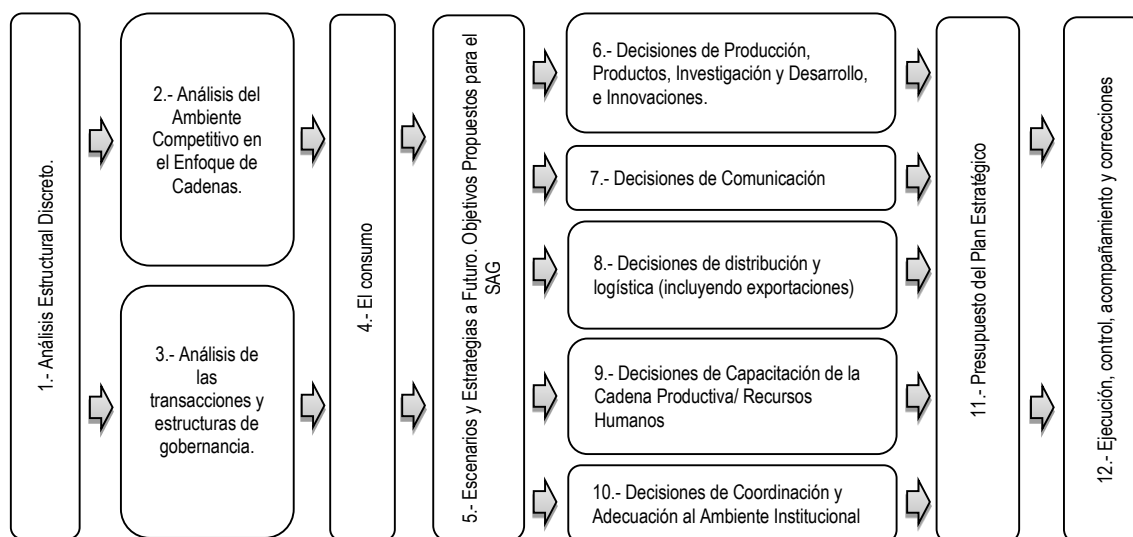 1.- Análisis Estructural Discreto.
2.- Análisis del
Ambiente
Competitivo en
el Enfoque de
Cadenas.
3.- Análisis de
las
transacciones y
estructuras de
gobernancia.
4.- El consumo
5.- Escenarios y Estrategias a Futuro. Objetivos Propuestos para el
SAG
6.- Decisiones de Producción,
Productos, Investigación y Desarrollo,
e Innovaciones.
7.- Decisiones de Comunicación
8.- Decisiones de distribución y
logística (incluyendo exportaciones)
9.- Decisiones de Capacitación de la
Cadena Productiva/ Recursos
Humanos
10.- Decisiones de Coordinación y
Adecuación al Ambiente Institucional
11.- Presupuesto del Plan Estratégico
12.- Ejecución, control, acompañamiento y correcciones